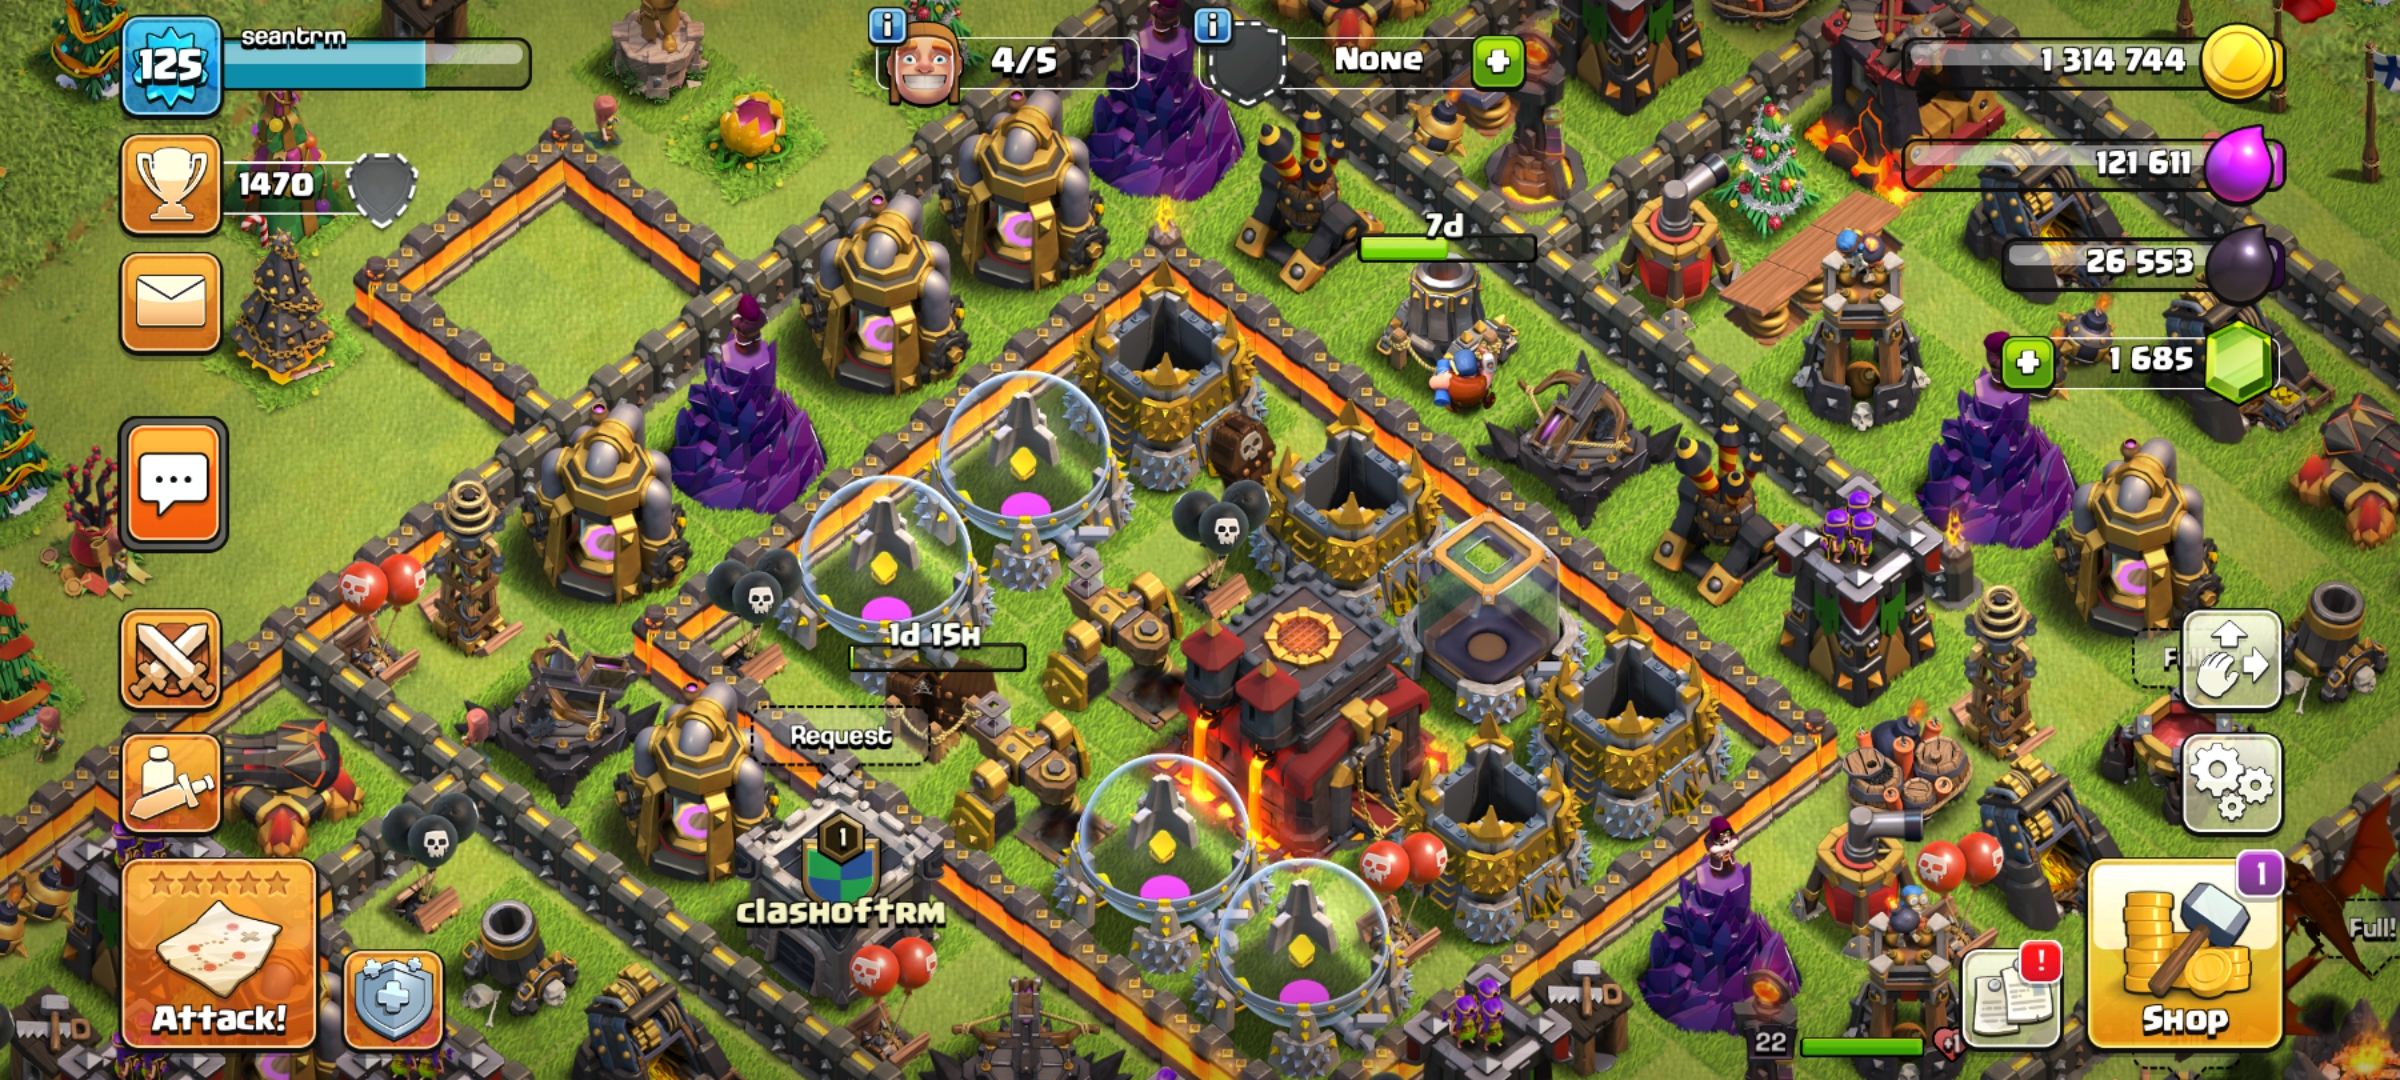 125
seantrm
4/5
None
1 314 744
1470
121 611
7d
26 553
1 685
1d 15H
Request
1
clashoftRM
1
Full!
Attack!
Shop
22
+1